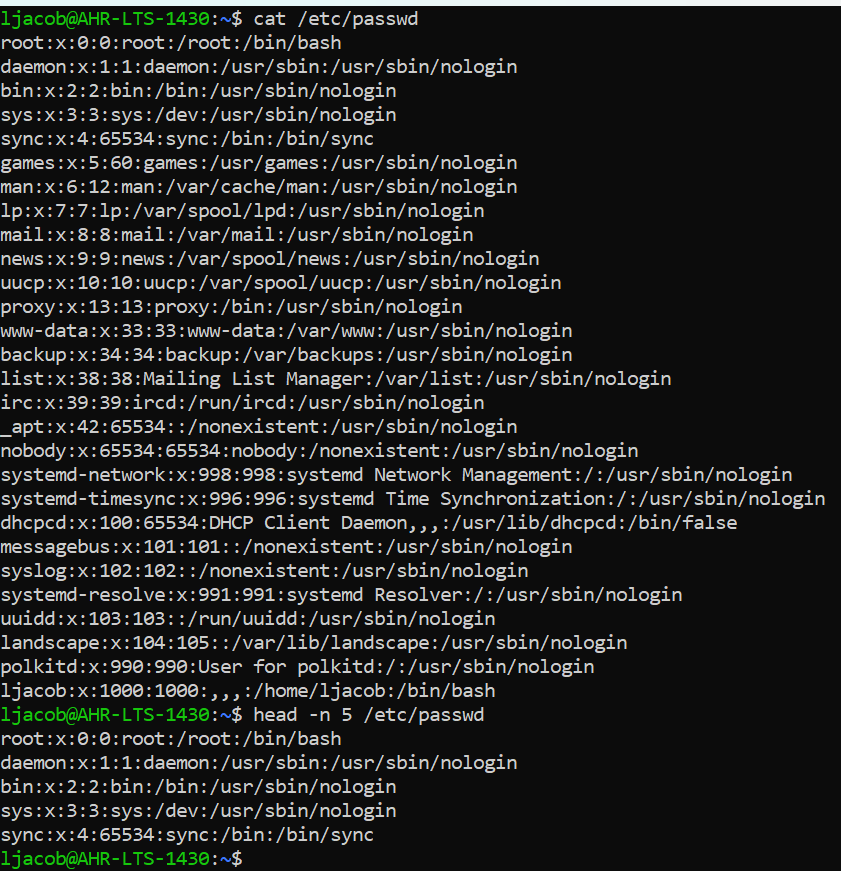 ljacob@AHR-LTS-1430:~$ cat /etc/passwd
root:x:0:0:root:/root:/bin/bash
daemon:x:1:1:daemon:/usr/sbin:/usr/sbin/nologin
bin:x:2:2:bin:/bin:/usr/sbin/nologin
sys:x:3:3:sys:/dev:/usr/sbin/nologin
sync:x:4:65534:sync:/bin:/bin/sync
games:x:5:60:games:/usr/games:/usr/sbin/nologin
man:x:6:12:man:/var/cache/man:/usr/sbin/nologin
lp:x:7:7:lp:/var/spool/lpd:/usr/sbin/nologin
mail:x:8:8:mail:/var/mail:/usr/sbin/nologin
news:x:9:9:news:/var/spool/news:/usr/sbin/nologin
uucp:x:10:10:uucp:/var/spool/uucp:/usr/sbin/nologin
proxy:x:13:13:proxy:/bin:/usr/sbin/nologin
www-data:x:33:33:www-data:/var/www:/usr/sbin/nologin
backup:x:34:34:backup:/var/backups:/usr/sbin/nologin
list:x:38:38:Mailing List Manager:/var/list:/usr/sbin/nologin
irc:x:39:39:ircd:/run/ircd:/usr/sbin/nologin
_apt:x:42:65534::/nonexistent:/usr/sbin/nologin
nobody:x:65534:65534:nobody:/nonexistent:/usr/sbin/nologin
systemd-network:x:998:998:systemd Network Management:/:/usr/sbin/nologin
systemd-timesync:x:996:996:systemd Time Synchronization:/:/usr/sbin/nologin
dhcpcd:x:100:65534:DHCP Client Daemon,,,:/usr/lib/dhcpcd:/bin/false
messagebus:x:101:101::/nonexistent:/usr/sbin/nologin
syslog:x:102:102::/nonexistent:/usr/sbin/nologin
systemd-resolve:x:991:991:systemd Resolver:/:/usr/sbin/nologin
uuidd:x:103:103::/run/uuidd:/usr/sbin/nologin
landscape:x:104:105::/var/lib/landscape:/usr/sbin/nologin
polkitd:x:990:990:User for polkitd:/:/usr/sbin/nologin
ljacob:x:1000:1000:,,,:/home/ljacob:/bin/bash
ljacob@AHR-LTS-1430:~$ head -n 5 /etc/passwd
root:x:0:0:root:/root:/bin/bash
daemon:x:1:1:daemon:/usr/sbin:/usr/sbin/nologin
bin:x:2:2:bin:/bin:/usr/sbin/nologin
sys:x:3:3:sys:/dev:/usr/sbin/nologin
sync:x:4:65534:sync:/bin:/bin/sync
ljacob@AHR-LTS-1430:~$